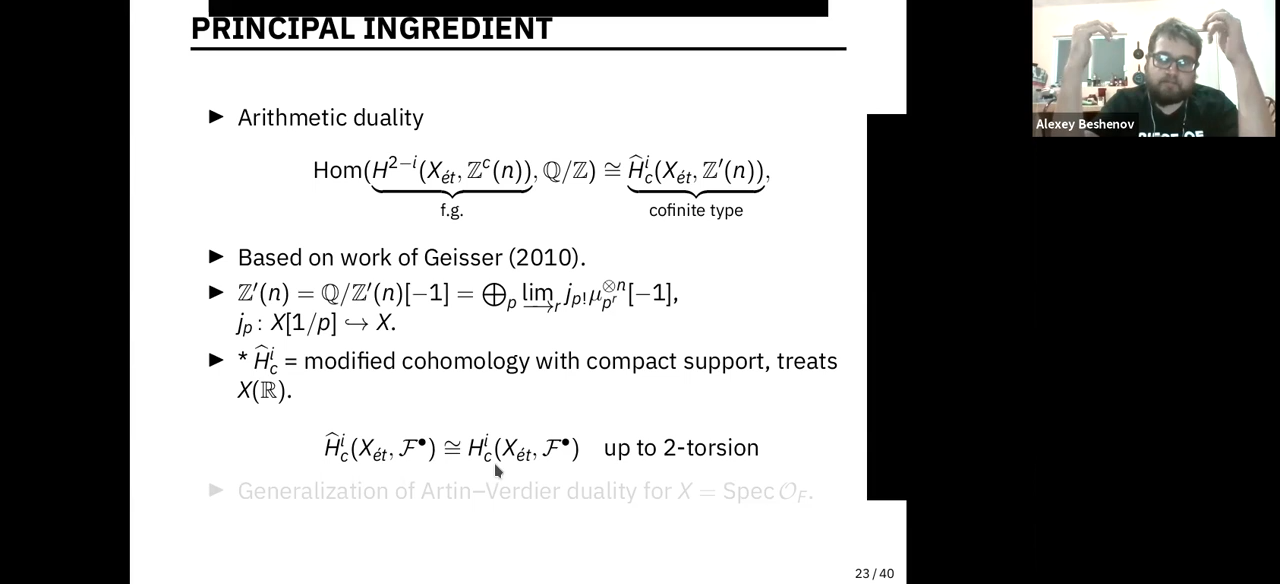 PRINCIPAL INGREDIENT
▶ Arithmetic duality
Hom(H^{2−i}(X_{ét}, ℤ^c(n)), ℚ/ℤ) ≅ Ĥ^i_c(X_{ét}, ℤ′(n)),
f.g. cofinite type
▶ Based on work of Geisser (2010).
▶ ℤ′(n) = ℚ/ℤ′(n)[−1] = ⨁_p lim→_r j_{p!} μ_{p^r}^{⊗n}[−1],
j_p : X[1/p] ↪ X.
▶ * Ĥ^i_c = modified cohomology with compact support, treats
X(ℝ).
Ĥ^i_c(X_{ét}, ℱ^•) ≅ H^i_c(X_{ét}, ℱ^•) up to 2-torsion
▶ Generalization of Artin–Verdier duality for X = Spec 𝒪_F.
23 / 40
Alexey Beshenov